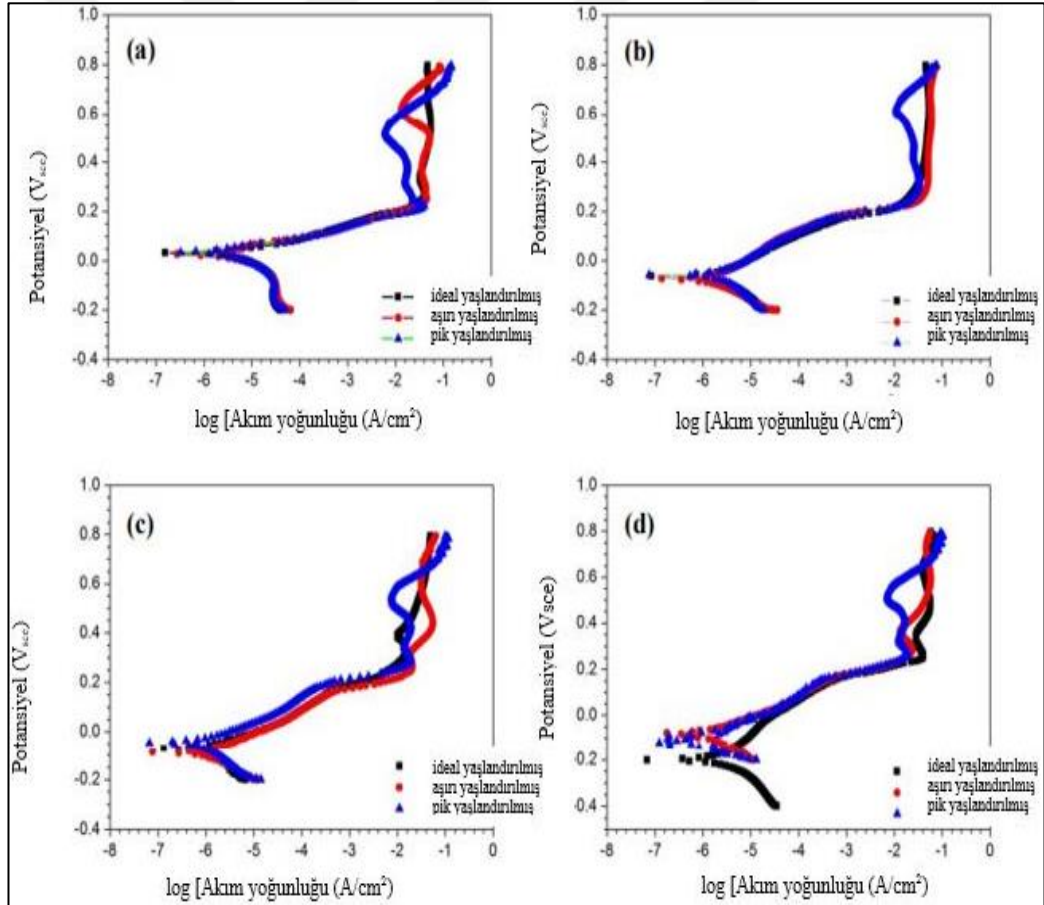 (a)
1.0
0.8
0.6
0.4
0.2
0.0
-0.2
-0.4
Potansiyel (Vsce)
ideal yaşlandırılmış
aşırı yaşlandırılmış
pik yaşlandırılmış
-8 -7 -6 -5 -4 -3 -2 -1 0
log [Akım yoğunluğu (A/cm²)
(b)
1.0
0.8
0.6
0.4
0.2
0.0
-0.2
-0.4
Potansiyel (Vsce)
ideal yaşlandırılmış
aşırı yaşlandırılmış
pik yaşlandırılmış
-8 -7 -6 -5 -4 -3 -2 -1 0
log [Akım yoğunluğu (A/cm²)
(c)
1.0
0.8
0.6
0.4
0.2
0.0
-0.2
-0.4
Potansiyel (Vsce)
ideal yaşlandırılmış
aşırı yaşlandırılmış
pik yaşlandırılmış
-8 -7 -6 -5 -4 -3 -2 -1 0
log [Akım yoğunluğu (A/cm²)
(d)
1.0
0.8
0.6
0.4
0.2
0.0
-0.2
-0.4
Potansiyel (Vsce)
ideal yaşlandırılmış
aşırı yaşlandırılmış
pik yaşlandırılmış
-8 -7 -6 -5 -4 -3 -2 -1 0
log [Akım yoğunluğu (A/cm²)